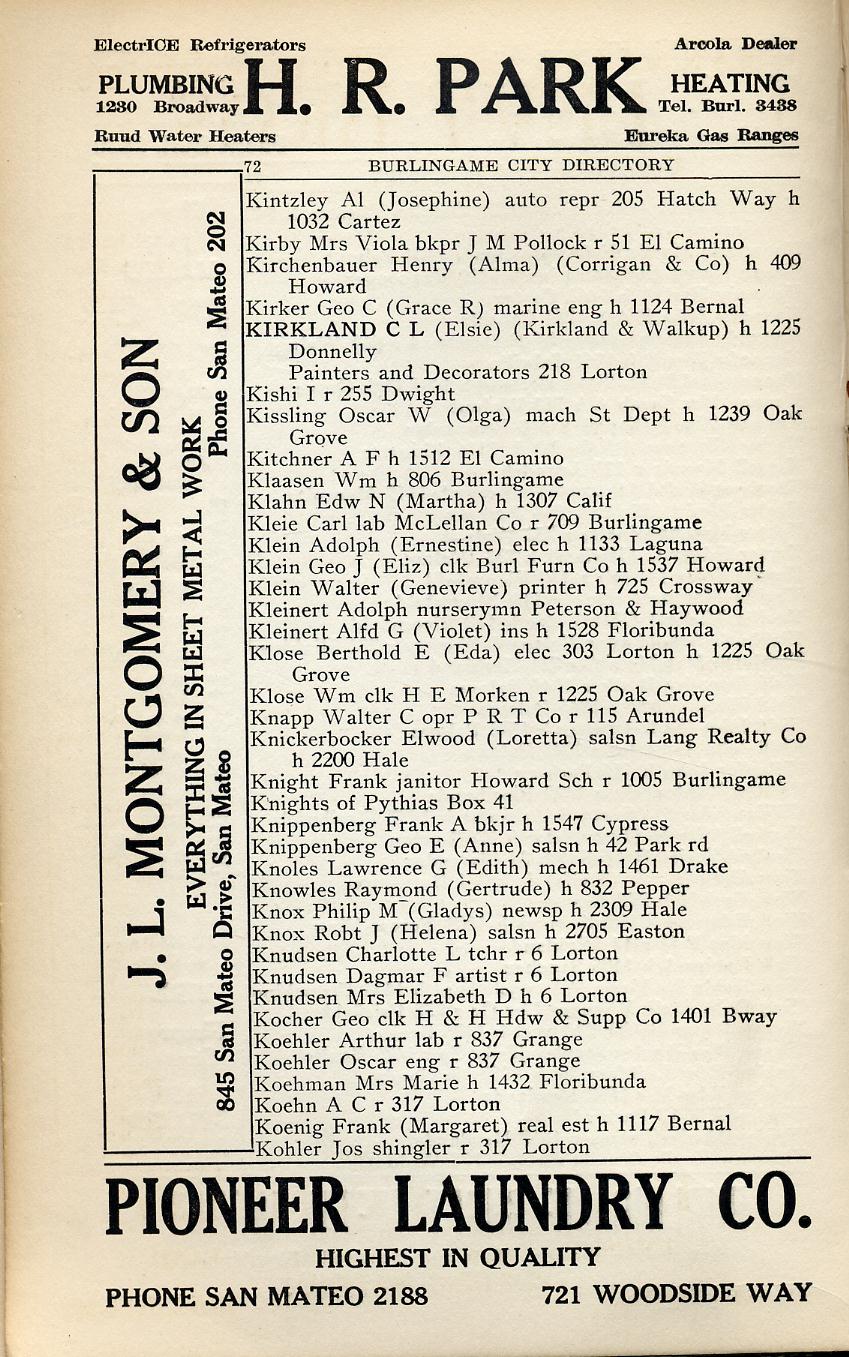 ElectrICE Refrigerators Arcola Dealer
PLUMBING H. R. PARK HEATING
1230 Broadway Tel. Burl. 3438
Ruud Water Heaters Eureka Gas Ranges
72 BURLINGAME CITY DIRECTORY
J. L. MONTGOMERY & SON
EVERYTHING IN SHEET METAL WORK
845 San Mateo Drive, San Mateo Phone San Mateo 202
Kintzley Al (Josephine) auto repr 205 Hatch Way h
1032 Cartez
Kirby Mrs Viola bkpr J M Pollock r 51 El Camino
Kirchenbauer Henry (Alma) (Corrigan & Co) h 409
Howard
Kirker Geo C (Grace R) marine eng h 1124 Bernal
KIRKLAND C L (Elsie) (Kirkland & Walkup) h 1225
Donnelly
Painters and Decorators 218 Lorton
Kishi I r 255 Dwight
Kissling Oscar W (Olga) mach St Dept h 1239 Oak
Grove
Kitchner A F h 1512 El Camino
Klaasen Wm h 806 Burlingame
Klahn Edw N (Martha) h 1307 Calif
Kleie Carl lab McLellan Co r 709 Burlingame
Klein Adolph (Ernestine) elec h 1133 Laguna
Klein Geo J (Eliz) clk Burl Furn Co h 1537 Howard
Klein Walter (Genevieve) printer h 725 Crossway
Kleinert Adolph nurserymn Peterson & Haywood
Kleinert Alfd G (Violet) ins h 1528 Floribunda
Klose Berthold E (Eda) elec 303 Lorton h 1225 Oak
Grove
Klose Wm clk H E Morken r 1225 Oak Grove
Knapp Walter C opr P R T Co r 115 Arundel
Knickerbocker Elwood (Loretta) salsn Lang Realty Co
h 2200 Hale
Knight Frank janitor Howard Sch r 1005 Burlingame
Knights of Pythias Box 41
Knippenberg Frank A bkjr h 1547 Cypress
Knippenberg Geo E (Anne) salsn h 42 Park rd
Knoles Lawrence G (Edith) mech h 1461 Drake
Knowles Raymond (Gertrude) h 832 Pepper
Knox Philip M (Gladys) newsp h 2309 Hale
Knox Robt J (Helena) salsn h 2705 Easton
Knudsen Charlotte L tchr r 6 Lorton
Knudsen Dagmar F artist r 6 Lorton
Knudsen Mrs Elizabeth D h 6 Lorton
Kocher Geo clk H & H Hdw & Supp Co 1401 Bway
Koehler Arthur lab r 837 Grange
Koehler Oscar eng r 837 Grange
Koehman Mrs Marie h 1432 Floribunda
Koehn A C r 317 Lorton
Koenig Frank (Margaret) real est h 1117 Bernal
Kohler Jos shingler r 317 Lorton
PIONEER LAUNDRY CO.
HIGHEST IN QUALITY
PHONE SAN MATEO 2188 721 WOODSIDE WAY